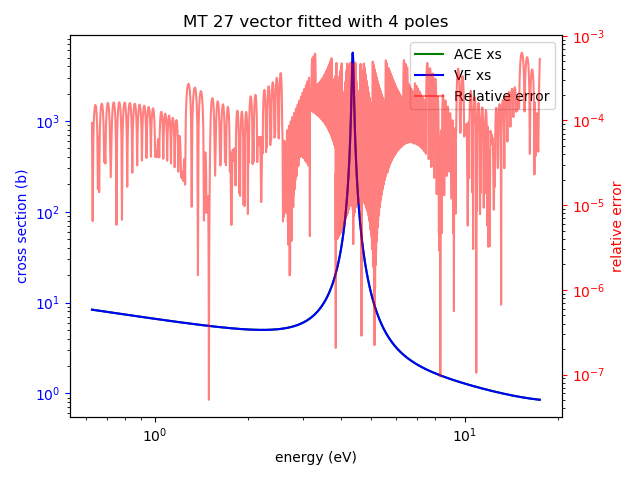 MT 27 vector fitted with 4 poles
ACE xs
VF xs
Relative error
cross section (b)
10³
10²
10¹
10⁰
relative error
10⁻³
10⁻⁴
10⁻⁵
10⁻⁶
10⁻⁷
10⁰ 10¹
energy (eV)